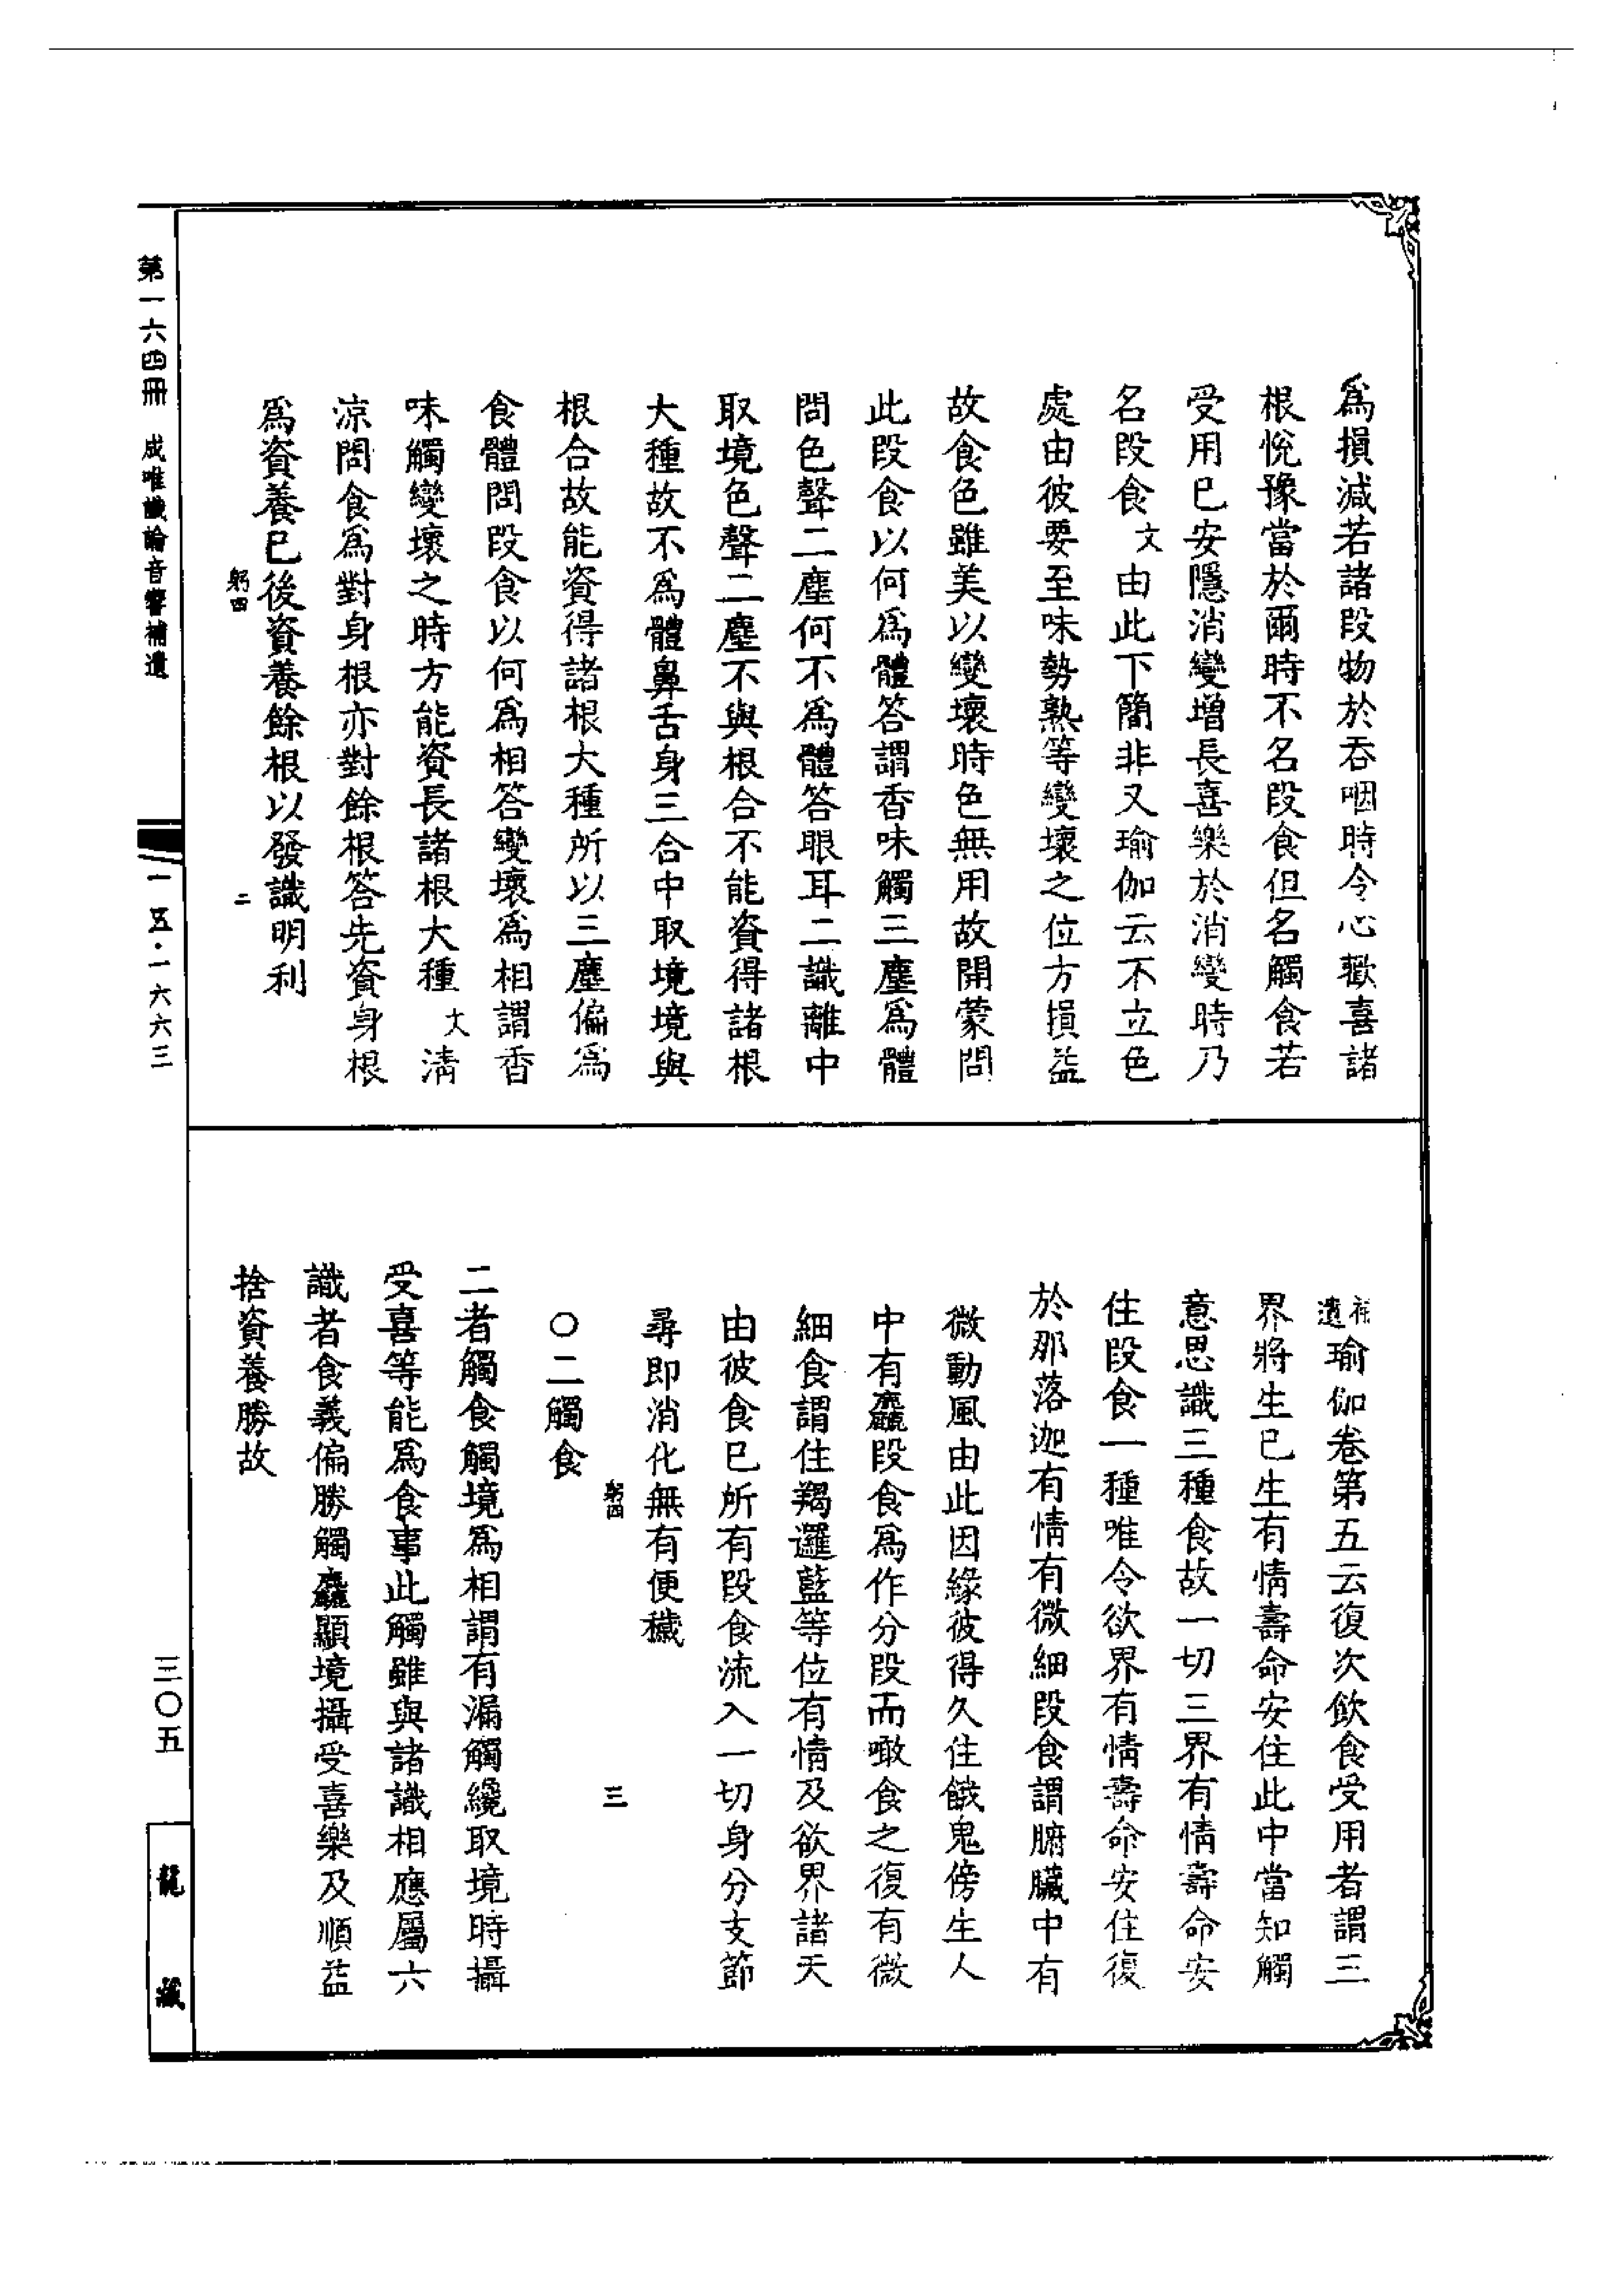 為損減若諸段物於吞咽時令心歡喜諸
根悅豫當於爾時不名段食但名觸食若
受用已安隱消變增長喜樂於消變時乃
名段食文由此下簡非又瑜伽云不立色
處由彼要至味勢熟等變壞之位方損益
故食色雖美以變壞時色無用故開蒙問
此段食以何為體答謂香味觸三塵為體
問色聲二塵何不為體答眼耳二識離中
取境色聲二塵不與根合不能資得諸根
大種故不為體鼻舌身三合中取境境與
根合故能資得諸根大種所以三塵偏為
食體問段食以何為相答變壞為相謂香
味觸變壞之時方能資長諸根大種文清
涼問食為對身根亦對餘根答先資身根
為資養已後資養餘根以發識明利
躬四
二
補遺瑜伽卷第五云復次飲食受用者謂三
界將生已生有情壽命安住此中當知觸
意思識三種食故一切三界有情壽命安
住段食一種唯令欲界有情壽命安住復
於那落迦有情有微細段食謂腑臟中有
微動風由此因緣彼得久住餓鬼傍生人
中有麤段食為作分段而噉食之復有微
細食謂住羯邏藍等位有情及欲界諸天
由彼食已所有段食流入一切身分支節
尋即消化無有便穢
躬四
三
○二觸食
二者觸食觸境為相謂有漏觸纔取境時攝
受喜等能為食事此觸雖與諸識相應屬六
識者食義偏勝觸麤顯境攝受喜樂及順益
捨資養勝故
第一六四冊 成唯識論音響補遺
一五·一六六三
三〇五
龍藏